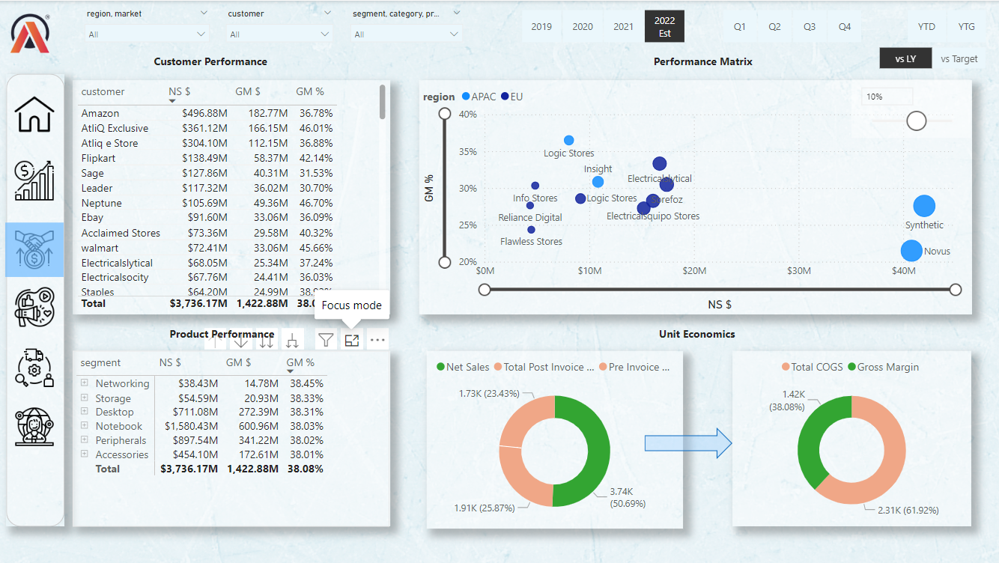 region, market
customer
segment, category, pr...
All
All
All
2019
2020
2021
2022
Est
Q1
Q2
Q3
Q4
YTD
YTG
vs LY
vs Target
Customer Performance
customer NS $ GM $ GM %
Amazon $496.88M 182.77M 36.78%
AtliQ Exclusive $361.12M 166.15M 46.01%
Atliq e Store $304.10M 112.15M 36.88%
Flipkart $138.49M 58.37M 42.14%
Sage $127.86M 40.31M 31.53%
Leader $117.32M 36.02M 30.70%
Neptune $105.69M 49.36M 46.70%
Ebay $91.60M 33.06M 36.09%
Acclaimed Stores $73.36M 29.58M 40.32%
walmart $72.41M 33.06M 45.66%
Electricalslytical $68.05M 25.34M 37.24%
Electricalsocity $67.76M 24.41M 36.03%
Staples $64.20M 24.99M
Total $3,736.17M 1,422.88M
Focus mode
Performance Matrix
region APAC EU
10%
GM %
40%
35%
30%
25%
20%
Logic Stores
Insight
Electricalslytical
Info Stores
Logic Stores
Sorefoz
Reliance Digital
Electricalsquipo Stores
Flawless Stores
Synthetic
Novus
$0M $10M $20M $30M $40M
NS $
Product Performance
segment NS $ GM $ GM %
Networking $38.43M 14.78M 38.45%
Storage $54.59M 20.93M 38.33%
Desktop $711.08M 272.39M 38.31%
Notebook $1,580.43M 600.96M 38.03%
Peripherals $897.54M 341.22M 38.02%
Accessories $454.10M 172.61M 38.01%
Total $3,736.17M 1,422.88M 38.08%
Unit Economics
Net Sales Total Post Invoice ... Pre Invoice ...
1.73K (23.43%)
3.74K
(50.69%)
1.91K (25.87%)
Total COGS Gross Margin
1.42K
(38.08%)
2.31K (61.92%)